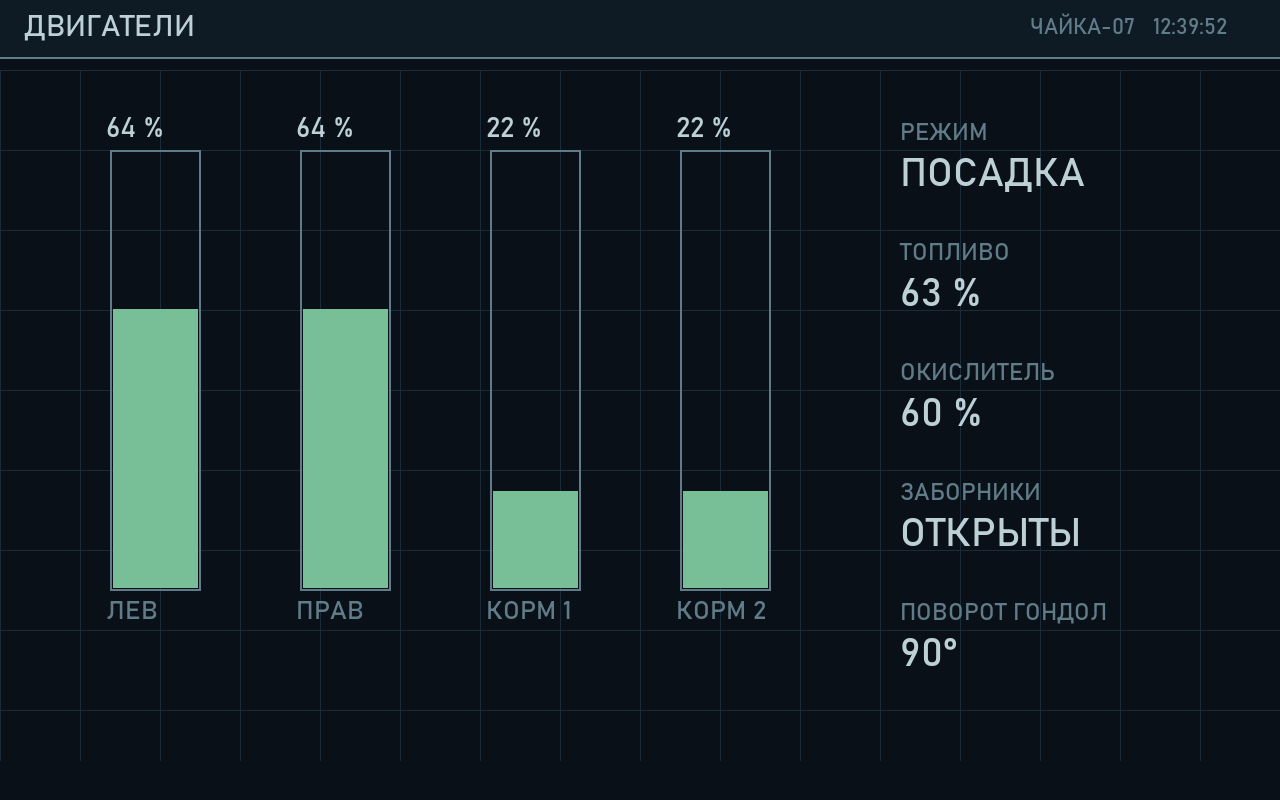 ДВИГАТЕЛИ
ЧАЙКА-07 12:39:52
64 %
64 %
22 %
22 %
ЛЕВ
ПРАВ
КОРМ 1
КОРМ 2
РЕЖИМ
ПОСАДКА
ТОПЛИВО
63 %
ОКИСЛИТЕЛЬ
60 %
ЗАБОРНИКИ
ОТКРЫТЫ
ПОВОРОТ ГОНДОЛ
90°